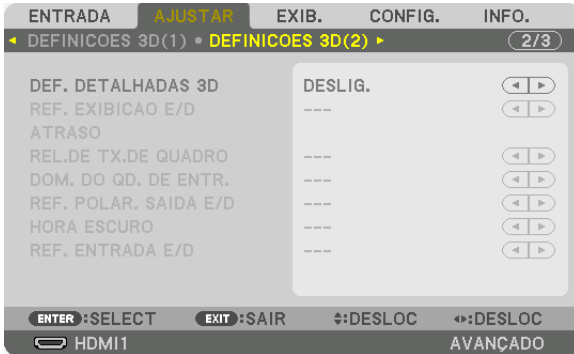 ENTRADA AJUSTAR EXIB. CONFIG. INFO.
DEFINICOES 3D(1) • DEFINICOES 3D(2) 2/3
DEF. DETALHADAS 3D DESLIG.
REF. EXIBICAO E/D ---
ATRASO
REL.DE TX.DE QUADRO ---
DOM. DO QD. DE ENTR. ---
REF. POLAR. SAIDA E/D ---
HORA ESCURO ---
REF. ENTRADA E/D ---
ENTER :SELECT EXIT :SAIR :DESLOC :DESLOC
HDMI1 AVANÇADO